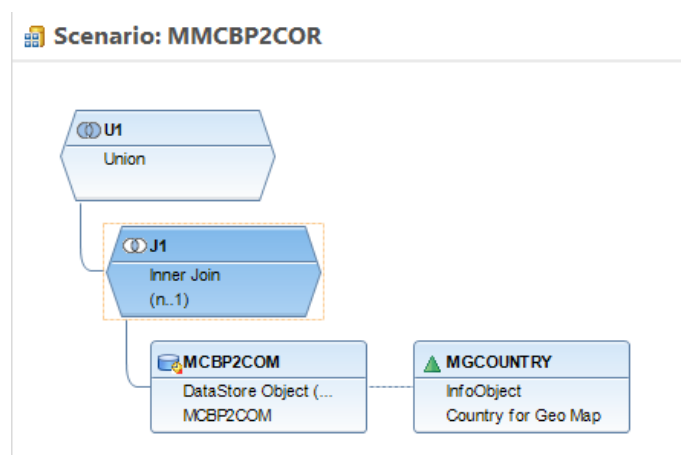 Scenario: MMCBP2COR
U1
Union
J1
Inner Join
(n..1)
MCBP2COM
DataStore Object (...
MCBP2COM
MGCOUNTRY
InfoObject
Country for Geo Map